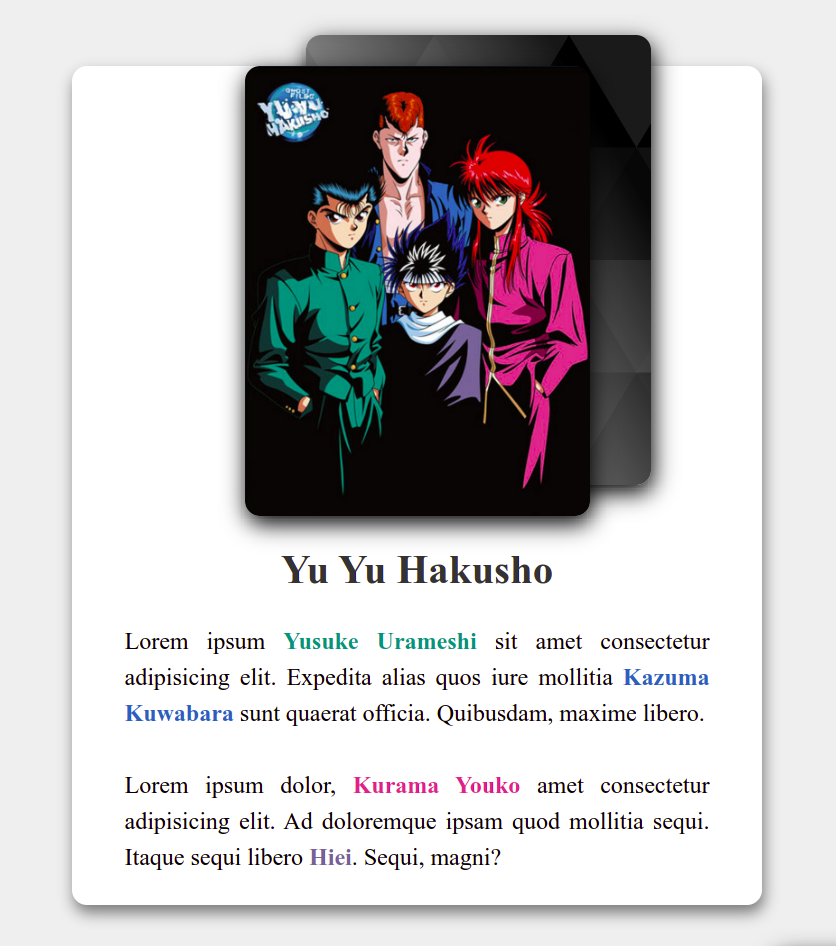 GHOST
FILES
YUYU
HAKUSHO
Yu Yu Hakusho
Lorem ipsum Yusuke Urameshi sit amet consectetur
adipisicing elit. Expedita alias quos iure mollitia Kazuma
Kuwabara sunt quaerat officia. Quibusdam, maxime libero.
Lorem ipsum dolor, Kurama Youko amet consectetur
adipisicing elit. Ad doloremque ipsam quod mollitia sequi.
Itaque sequi libero Hiei. Sequi, magni?